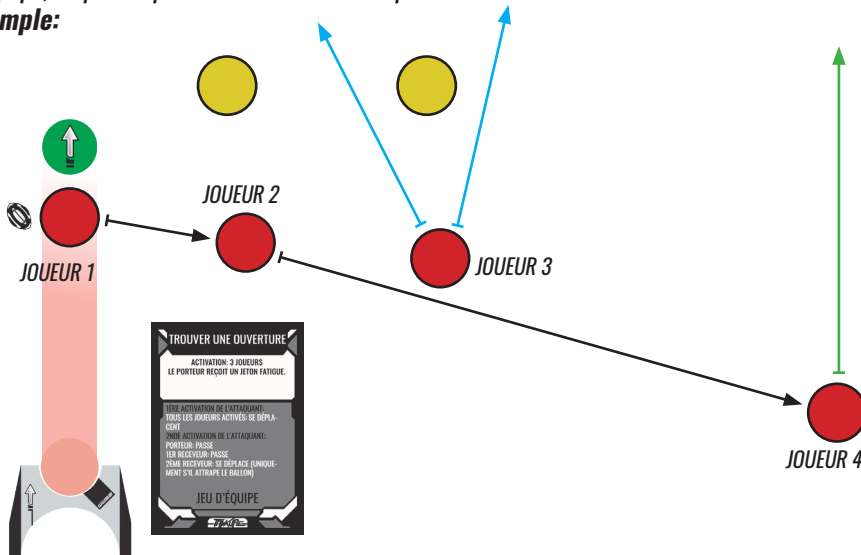 mple:
JOUEUR 2
JOUEUR 1
JOUEUR 3
JOUEUR 4
TROUVER UNE OUVERTURE
ACTIVATION: 3 JOUEURS
LE PORTEUR REÇOIT UN JETON FATIGUE.
1ÈRE ACTIVATION DE L'ATTAQUANT:
TOUS LES JOUEURS ACTIVÉS: SE DÉPLA-
CENT
2NDE ACTIVATION DE L'ATTAQUANT:
PORTEUR: PASSE
1ER RECEVEUR: PASSE
2ÈME RECEVEUR: SE DÉPLACE (UNIQUE-
MENT S'IL ATTRAPE LE BALLON)
JEU D'ÉQUIPE